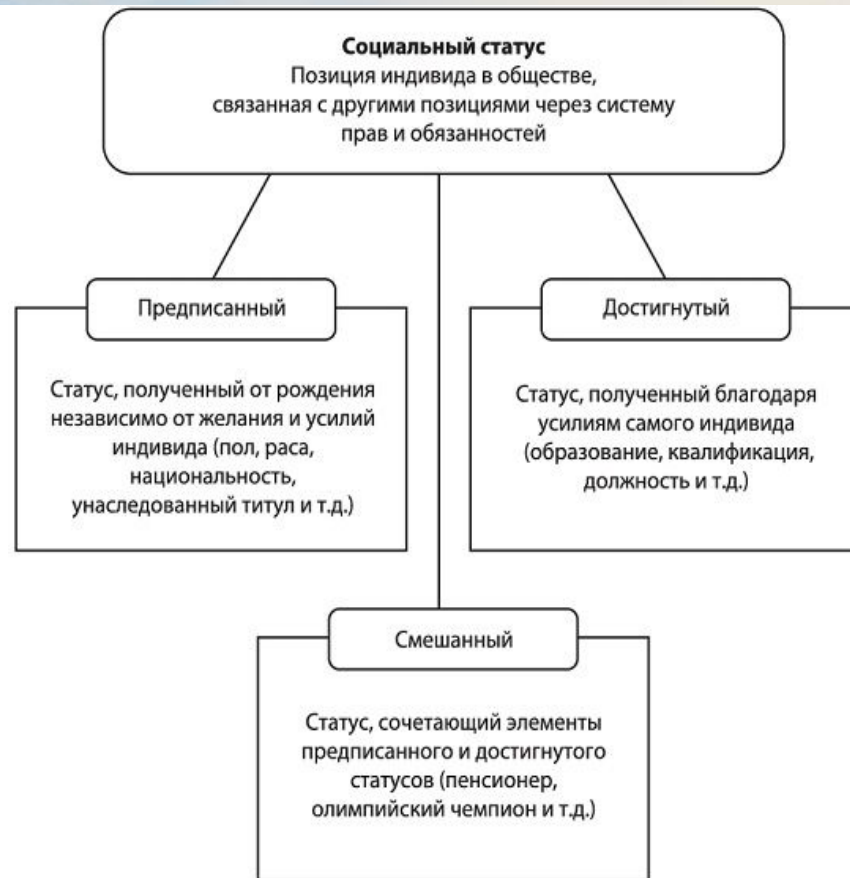 Социальный статус
Позиция индивида в обществе,
связанная с другими позициями через систему
прав и обязанностей
Предписанный
Статус, полученный от рождения
независимо от желания и усилий
индивида (пол, раса,
национальность,
унаследованный титул и т.д.)
Достигнутый
Статус, полученный благодаря
усилиям самого индивида
(образование, квалификация,
должность и т.д.)
Смешанный
Статус, сочетающий элементы
предписанного и достигнутого
статусов (пенсионер,
олимпийский чемпион и т.д.)